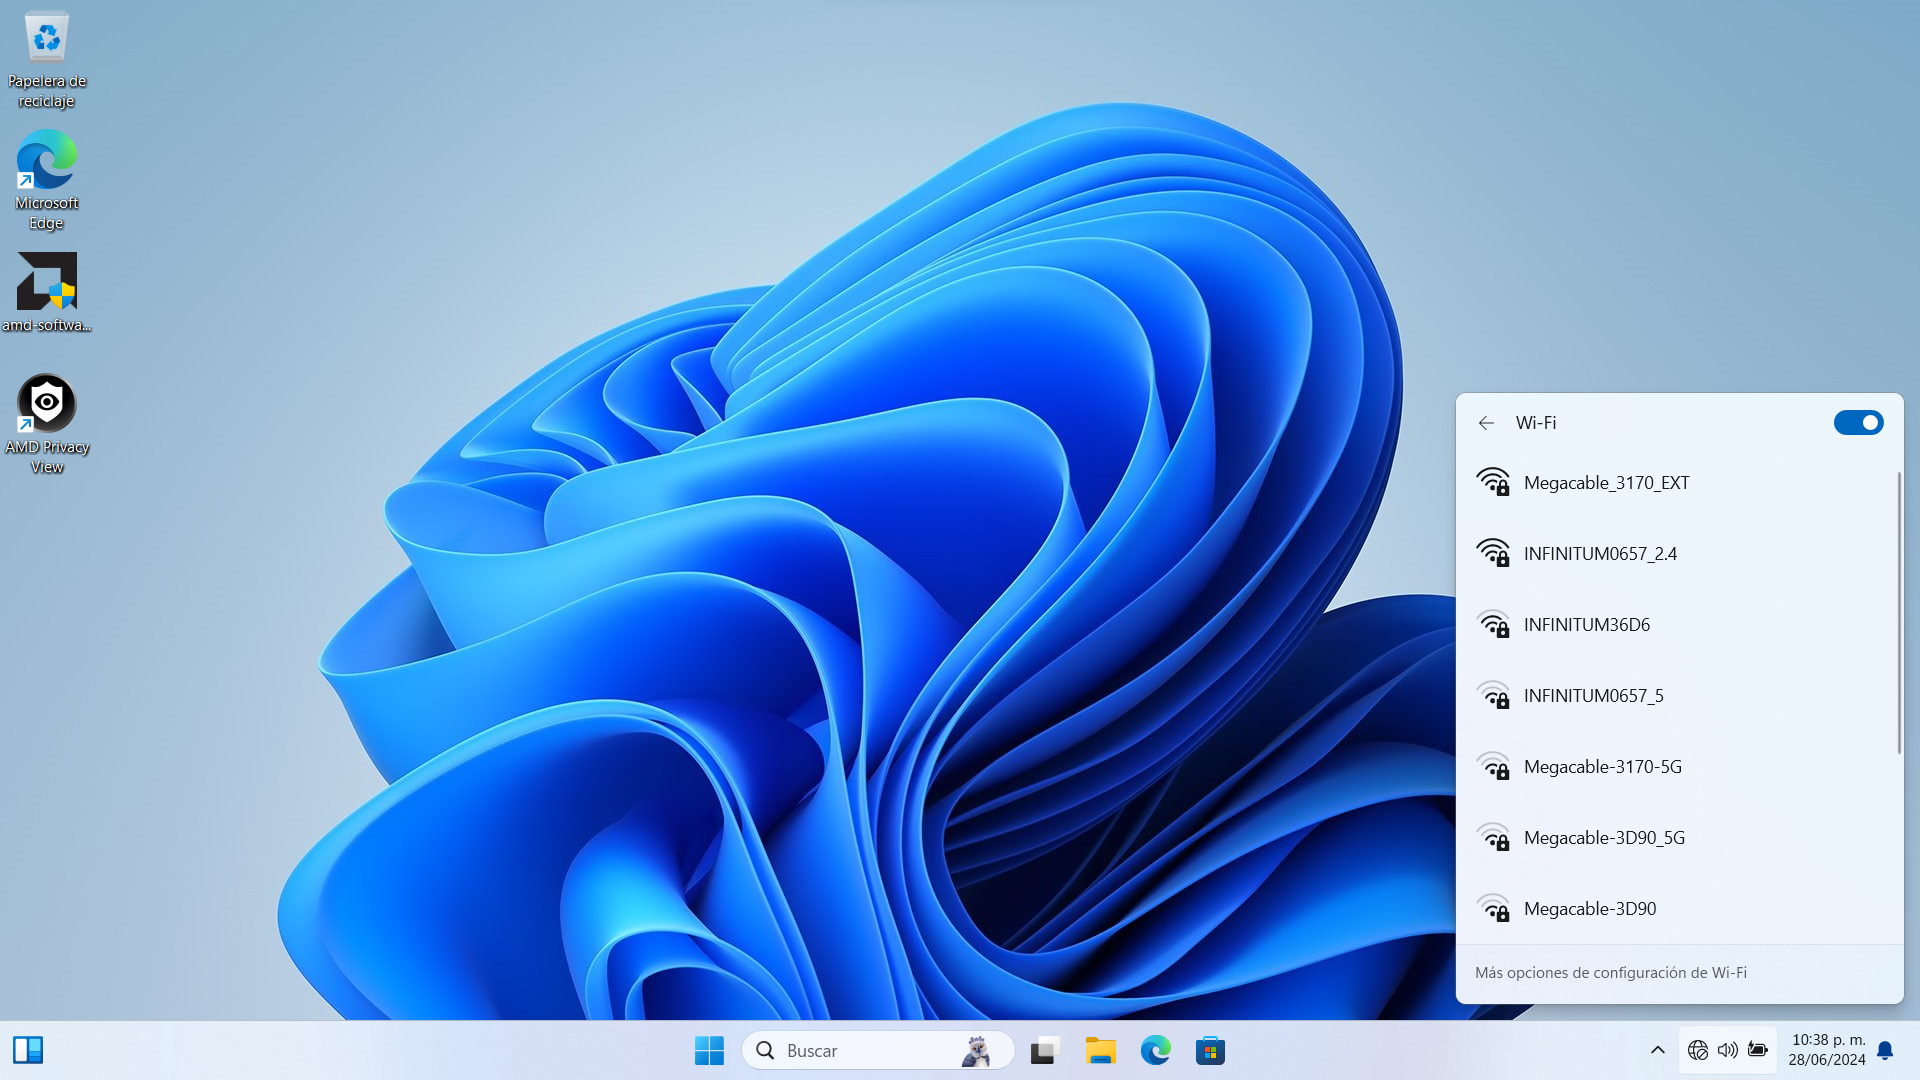 Papelera de
reciclaje
Microsoft
Edge
amd-softwa...
AMD Privacy
View
Wi-Fi
Megacable_3170_EXT
INFINITUM0657_2.4
INFINITUM36D6
INFINITUM0657_5
Megacable-3170-5G
Megacable-3D90_5G
Megacable-3D90
Más opciones de configuración de Wi-Fi
Buscar
10:38 p. m.
28/06/2024